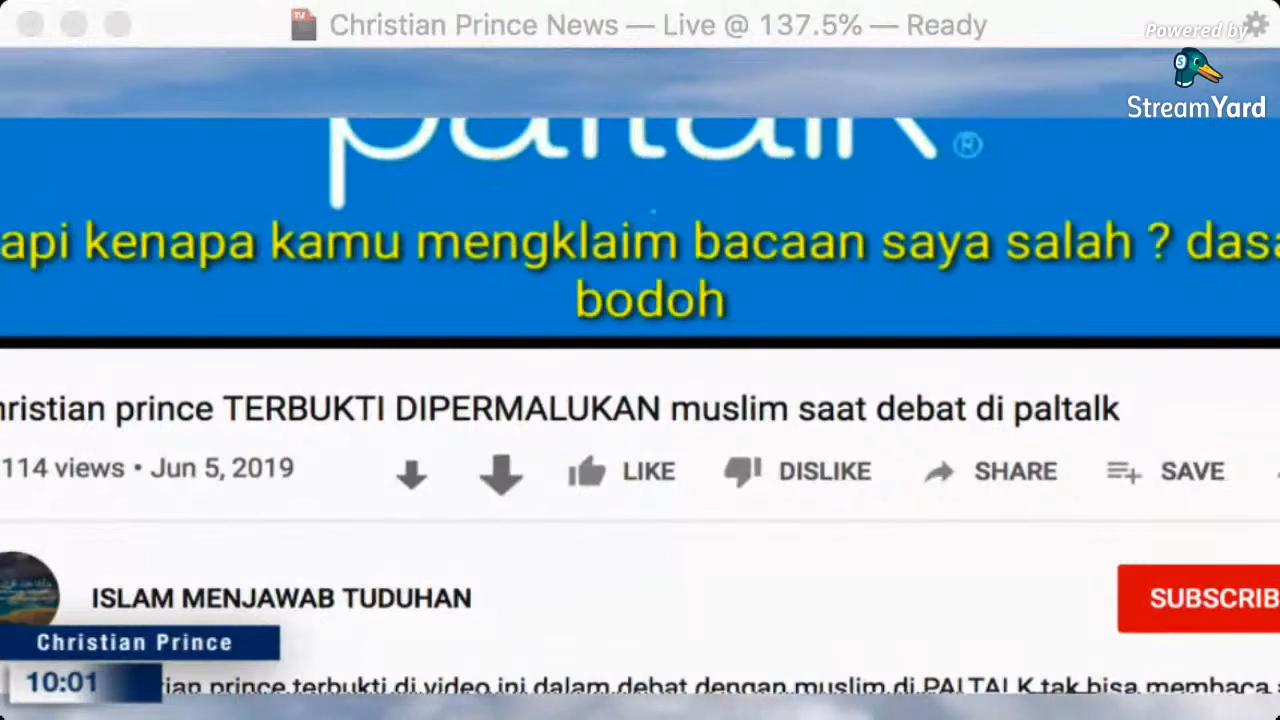 Christian Prince News — Live @ 137.5% — Ready
Powered by
StreamYard
paltalk®
api kenapa kamu mengklaim bacaan saya salah ? dasa
bodoh
hristian prince TERBUKTI DIPERMALUKAN muslim saat debat di paltalk
114 views • Jun 5, 2019
LIKE
DISLIKE
SHARE
SAVE
ISLAM MENJAWAB TUDUHAN
SUBSCRIB
Christian Prince
10:01
prince terbukti di video ini dalam debat dengan muslim di PALTALK tak bisa membaca